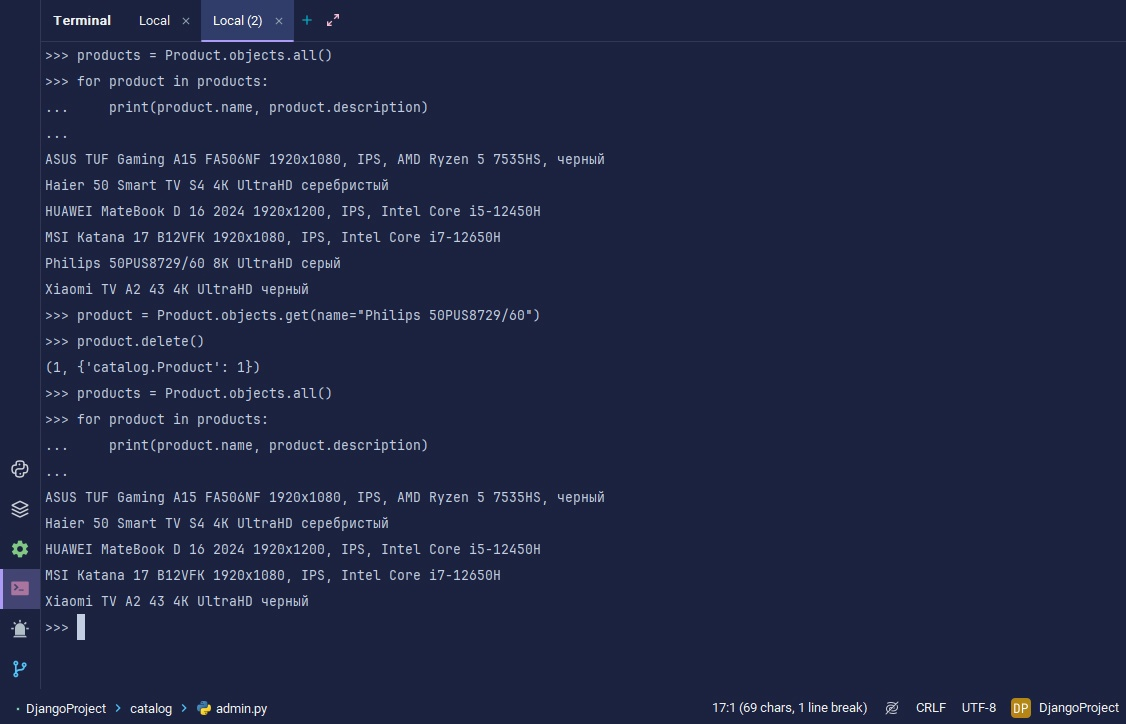 Terminal Local × Local (2) × +
>>> products = Product.objects.all()
>>> for product in products:
...     print(product.name, product.description)
...
ASUS TUF Gaming A15 FA506NF 1920x1080, IPS, AMD Ryzen 5 7535HS, черный
Haier 50 Smart TV S4 4K UltraHD серебристый
HUAWEI MateBook D 16 2024 1920x1200, IPS, Intel Core i5-12450H
MSI Katana 17 B12VFK 1920x1080, IPS, Intel Core i7-12650H
Philips 50PUS8729/60 8K UltraHD серый
Xiaomi TV A2 43 4K UltraHD черный
>>> product = Product.objects.get(name="Philips 50PUS8729/60")
>>> product.delete()
(1, {'catalog.Product': 1})
>>> products = Product.objects.all()
>>> for product in products:
...     print(product.name, product.description)
...
ASUS TUF Gaming A15 FA506NF 1920x1080, IPS, AMD Ryzen 5 7535HS, черный
Haier 50 Smart TV S4 4K UltraHD серебристый
HUAWEI MateBook D 16 2024 1920x1200, IPS, Intel Core i5-12450H
MSI Katana 17 B12VFK 1920x1080, IPS, Intel Core i7-12650H
Xiaomi TV A2 43 4K UltraHD черный
>>>
DjangoProject > catalog > admin.py 17:1 (69 chars, 1 line break) CRLF UTF-8 DP DjangoProject